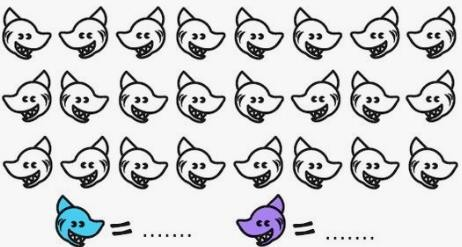 = ....... = .......